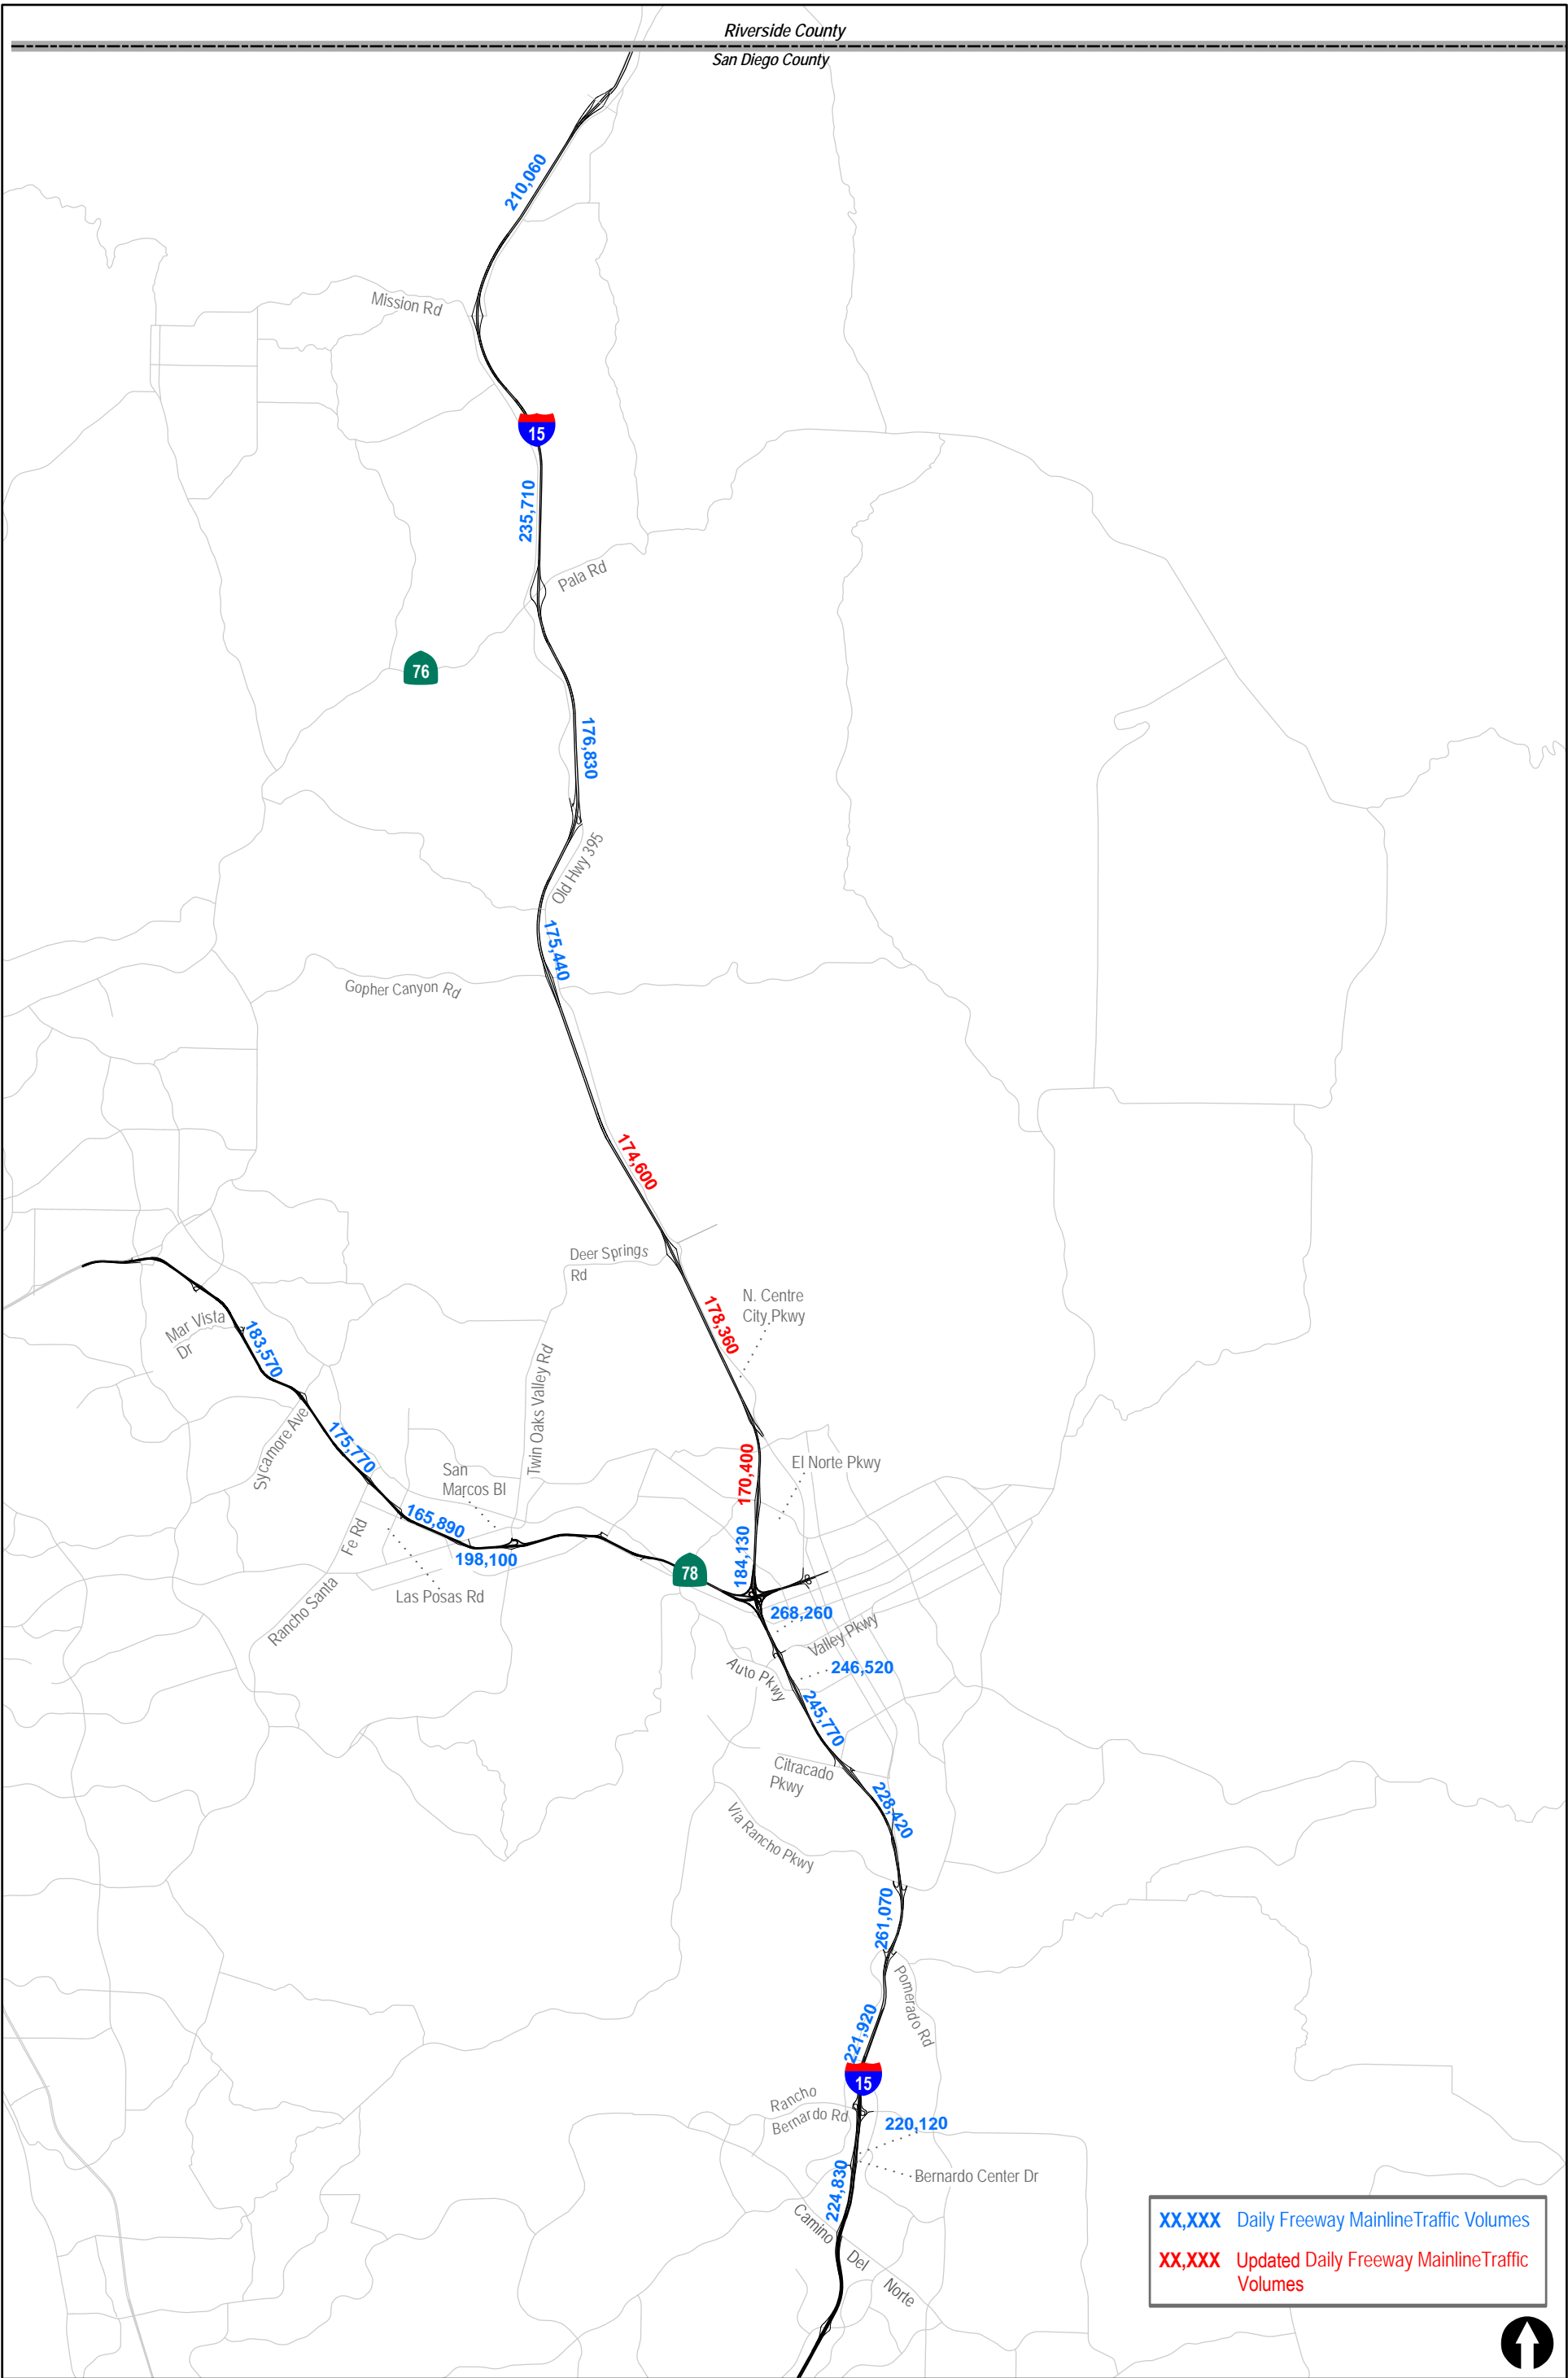 Riverside County
San Diego County
210,060
Mission Rd
15
235,710
Pala Rd
76
176,830
Old Hwy 395
175,440
Gopher Canyon Rd
174,600
Deer Springs
Rd
N. Centre
City Pkwy
178,360
Mar Vista
Dr
183,570
Twin Oaks Valley Rd
Sycamore Ave
175,770
170,400
El Norte Pkwy
San
Marcos Bl
165,890
Fe Rd
198,100
184,130
78
Las Posas Rd
Rancho Santa
268,260
Valley Pkwy
Auto Pkwy
246,520
245,770
Citracado
Pkwy
228,420
Via Rancho Pkwy
261,070
Pomerado Rd
221,920
15
Rancho
Bernardo Rd
220,120
Bernardo Center Dr
224,830
Camino
Del
Norte
XX,XXX Daily Freeway MainlineTraffic Volumes
XX,XXX Updated Daily Freeway MainlineTraffic
Volumes